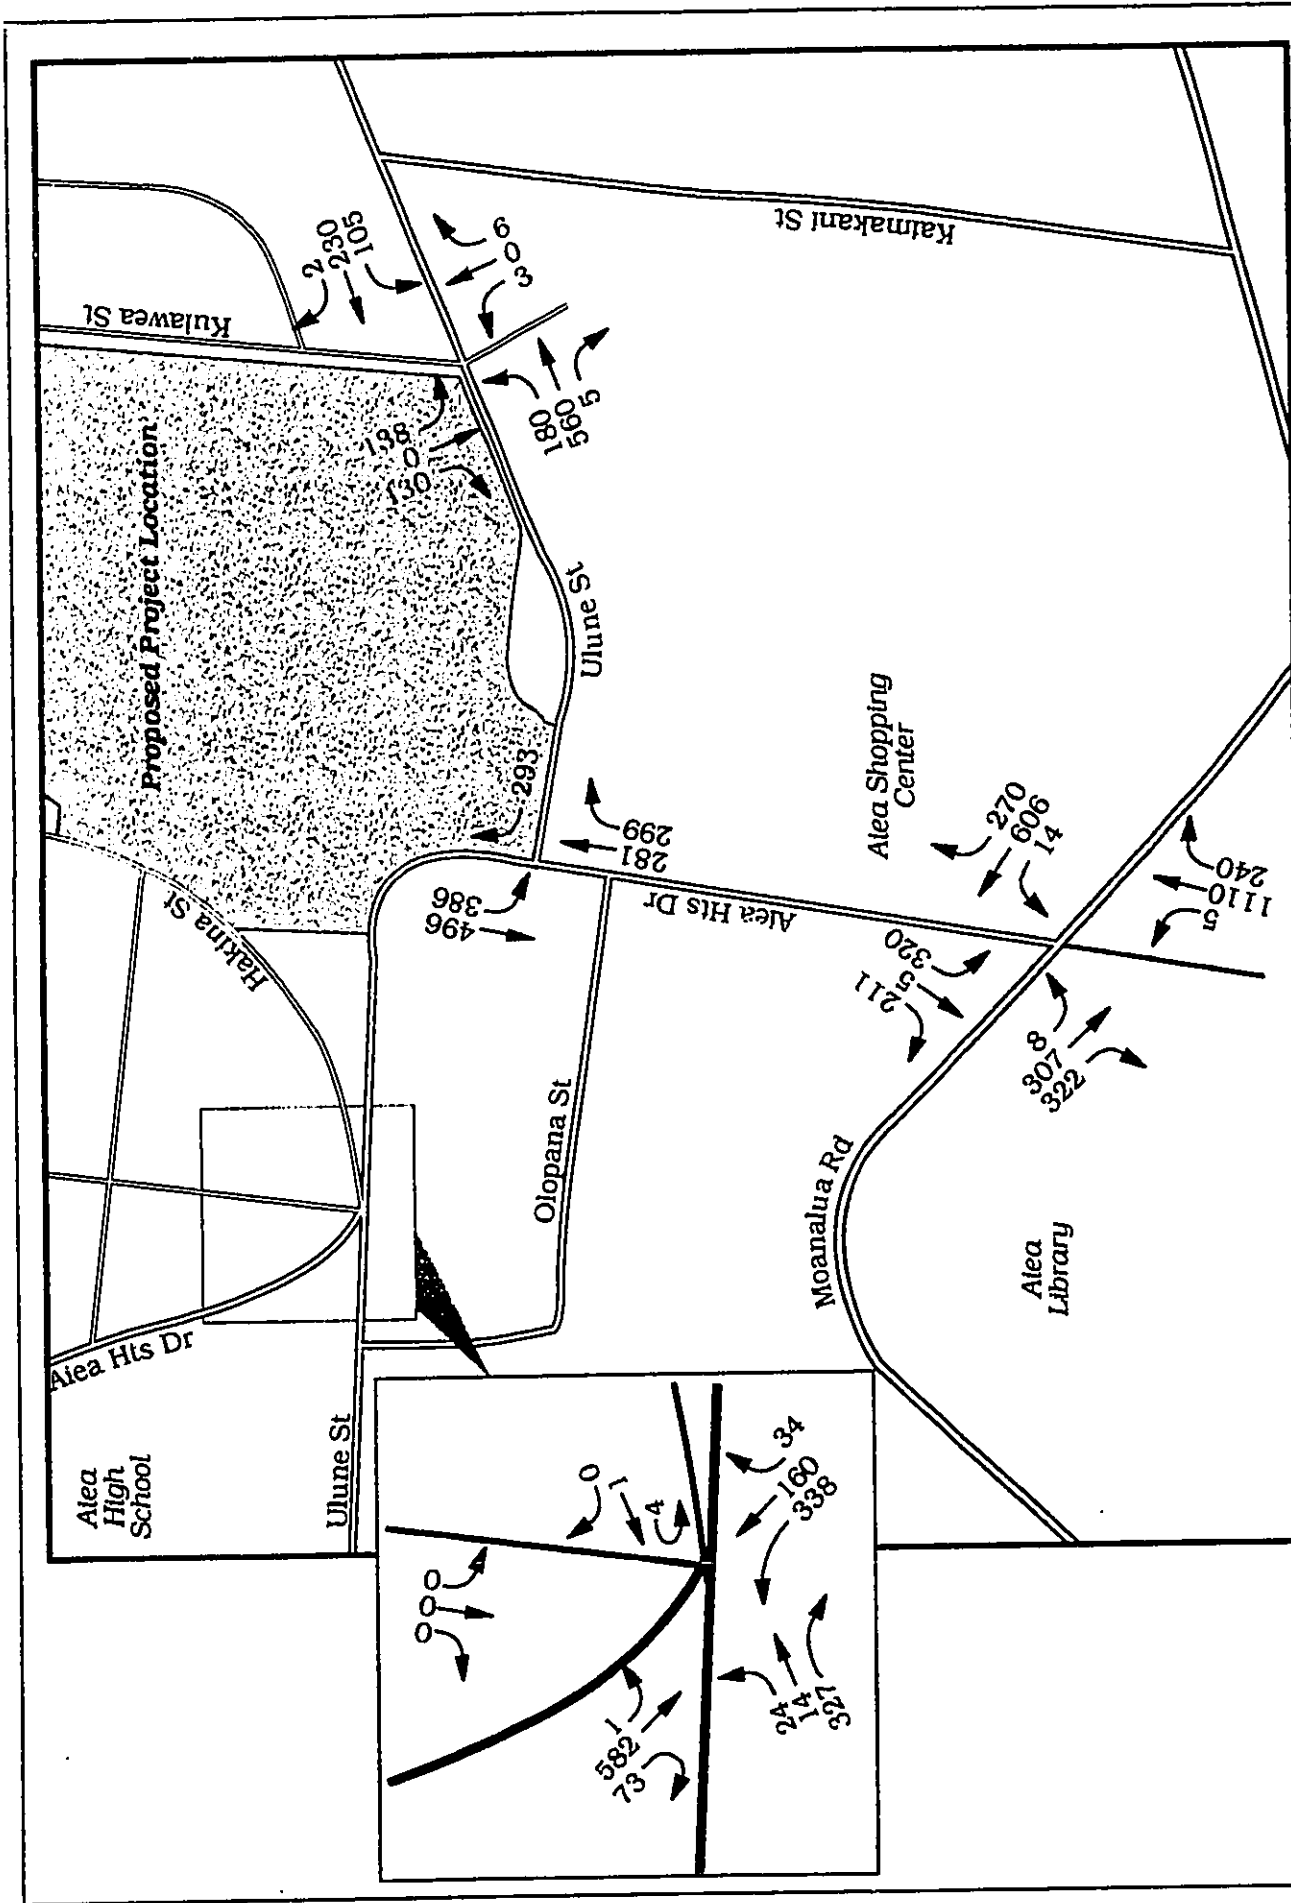 Kulawea St
2
230
105
6
0
3
Kaimakani St
Proposed Project Location
138
0
130
180
560
5
Ulune St
293
299
281
386
496
Hakina St
Aiea Hts Dr
Aiea Shopping
Center
270
606
14
240
1110
5
320
5
211
8
307
322
Olopana St
Moanalua Rd
Aiea
Library
Aiea Hts Dr
Aiea
High
School
Ulune St
0
1
4
34
160
338
0
0
0
1
582
73
24
14
327